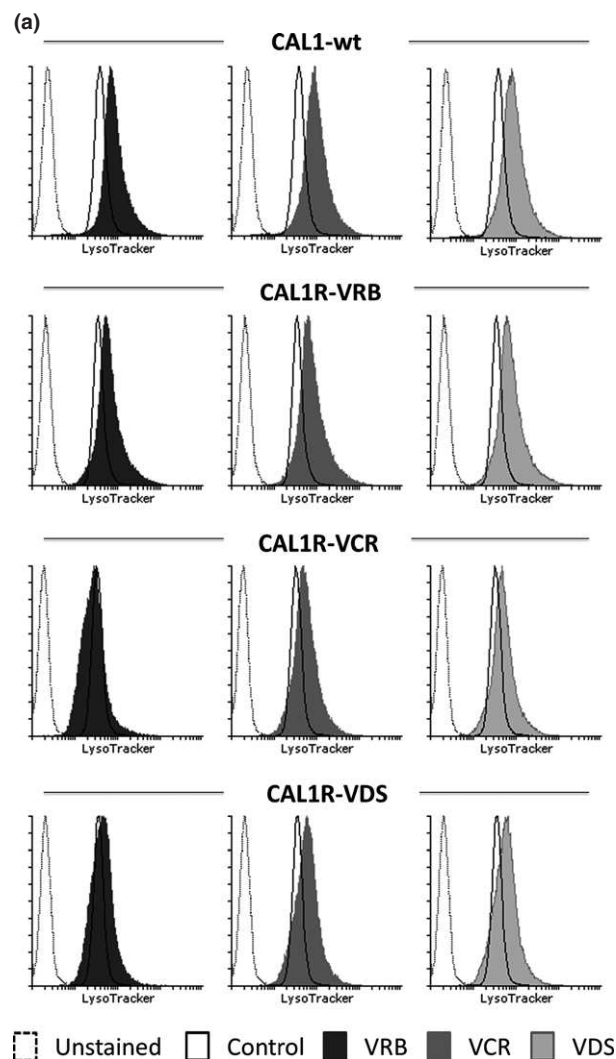 (a)
CAL1-wt
LysoTracker LysoTracker LysoTracker
CAL1R-VRB
LysoTracker LysoTracker LysoTracker
CAL1R-VCR
LysoTracker LysoTracker LysoTracker
CAL1R-VDS
LysoTracker LysoTracker LysoTracker
Unstained Control VRB VCR VDS